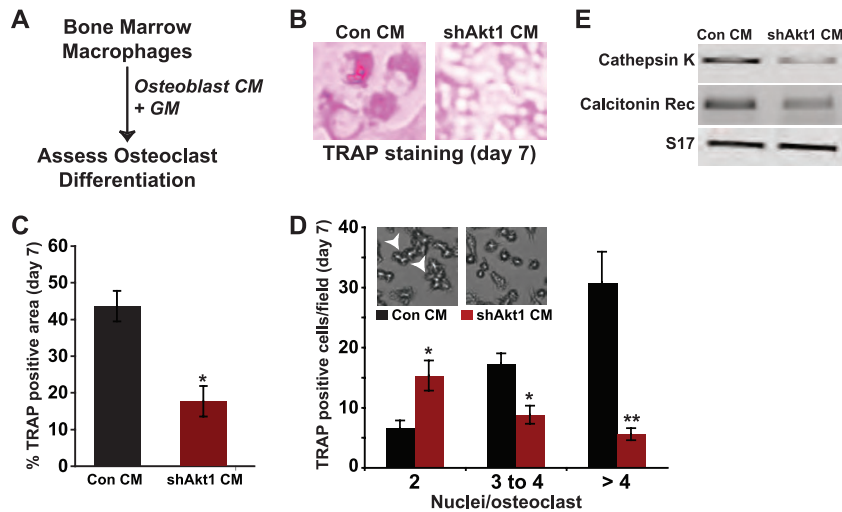 A
Bone Marrow
Macrophages
Osteoblast CM
+ GM
Assess Osteoclast
Differentiation
B
Con CM
shAkt1 CM
TRAP staining (day 7)
E
Con CM
shAkt1 CM
Cathepsin K
Calcitonin Rec
S17
C
% TRAP positive area (day 7)
60
50
40
30
20
10
0
*
Con CM
shAkt1 CM
D
TRAP positive cells/field (day 7)
40
30
20
10
0
Con CM
shAkt1 CM
*
*
**
2
3 to 4
> 4
Nuclei/osteoclast